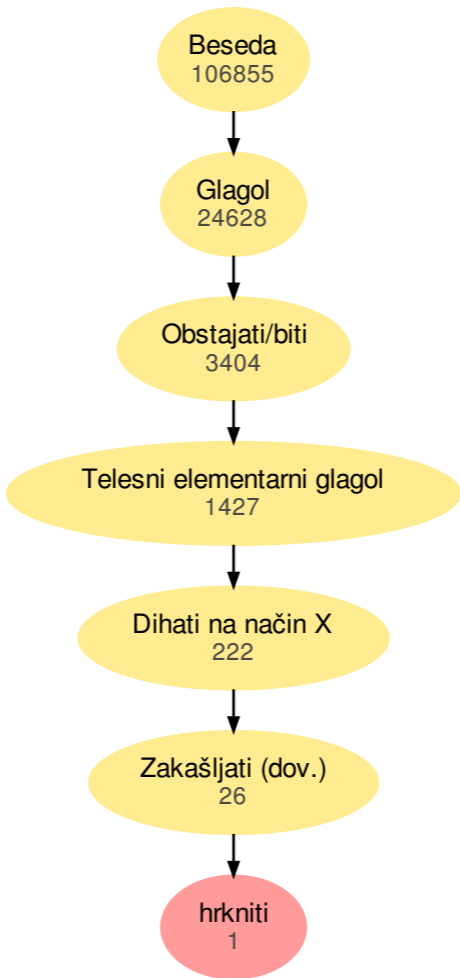 Beseda
106855
Glagol
24628
Obstajati/biti
3404
Telesni elementarni glagol
1427
Dihati na način X
222
Zakašljati (dov.)
26
hrkniti
1